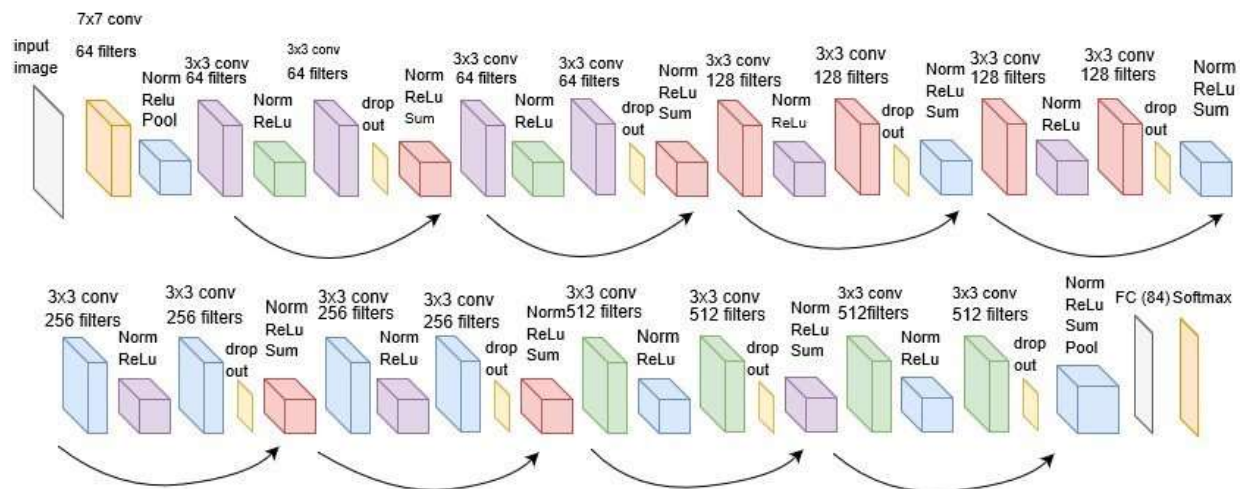 input
image
7x7 conv
64 filters
Norm
Relu
Pool
3x3 conv
64 filters
Norm
ReLu
3x3 conv
64 filters
drop
out
Norm
ReLu
Sum
3x3 conv
64 filters
Norm
ReLu
3x3 conv
64 filters
drop
out
Norm
ReLu
Sum
3x3 conv
128 filters
Norm
ReLu
3x3 conv
128 filters
drop
out
Norm
ReLu
Sum
3x3 conv
128 filters
Norm
ReLu
3x3 conv
128 filters
drop
out
Norm
ReLu
Sum
3x3 conv
256 filters
Norm
ReLu
3x3 conv
256 filters
drop
out
Norm
ReLu
Sum
3x3 conv
256 filters
Norm
ReLu
3x3 conv
256 filters
drop
out
Norm
ReLu
Sum
3x3 conv
512 filters
Norm
ReLu
3x3 conv
512 filters
drop
out
Norm
ReLu
Sum
3x3 conv
512filters
Norm
ReLu
3x3 conv
512 filters
drop
out
Norm
ReLu
Sum
Pool
FC (84)
Softmax